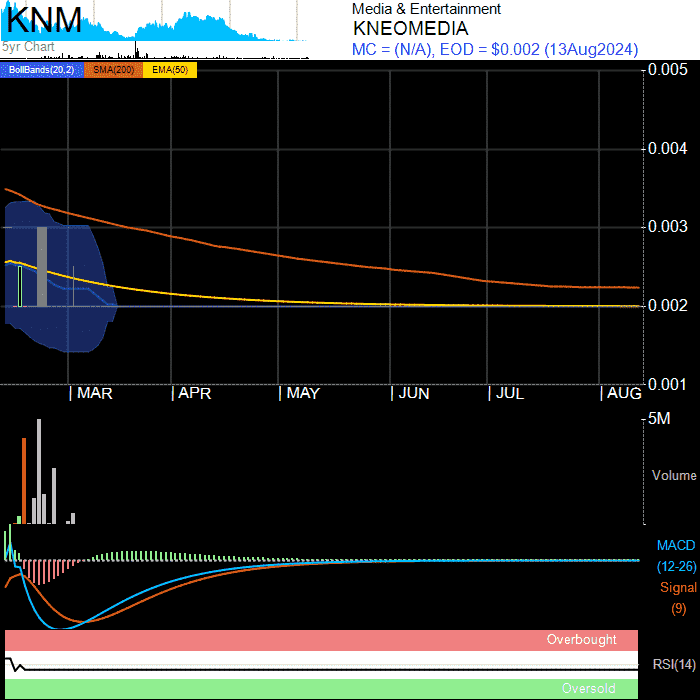 KNM
5yr Chart
Media & Entertainment
KNEOMEDIA
MC = (N/A), EOD = $0.002 (13Aug2024)
BollBands(20,2) SMA(200) EMA(50)
0.005
0.004
0.003
0.002
0.001
| MAR | APR | MAY | JUN | JUL | AUG
5M
Volume
MACD
(12-26)
Signal
(9)
Overbought
RSI(14)
Oversold